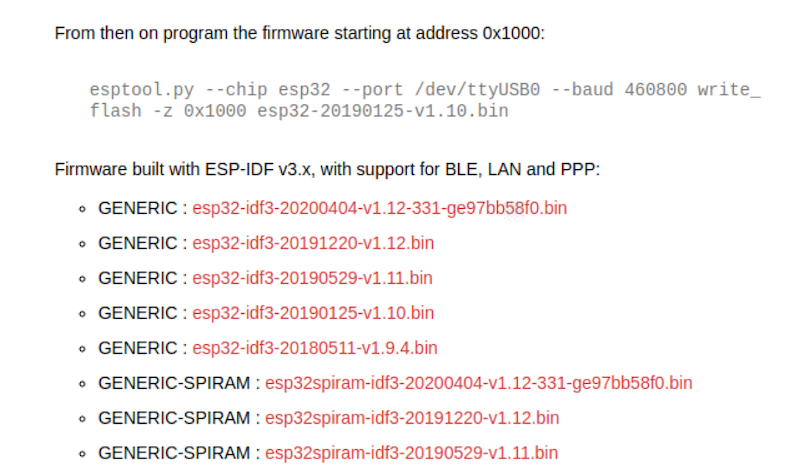 From then on program the firmware starting at address 0x1000:
esptool.py --chip esp32 --port /dev/ttyUSB0 --baud 460800 write_
flash -z 0x1000 esp32-20190125-v1.10.bin
Firmware built with ESP-IDF v3.x, with support for BLE, LAN and PPP:
GENERIC : esp32-idf3-20200404-v1.12-331-ge97bb58f0.bin
GENERIC : esp32-idf3-20191220-v1.12.bin
GENERIC : esp32-idf3-20190529-v1.11.bin
GENERIC : esp32-idf3-20190125-v1.10.bin
GENERIC : esp32-idf3-20180511-v1.9.4.bin
GENERIC-SPIRAM : esp32spiram-idf3-20200404-v1.12-331-ge97bb58f0.bin
GENERIC-SPIRAM : esp32spiram-idf3-20191220-v1.12.bin
GENERIC-SPIRAM : esp32spiram-idf3-20190529-v1.11.bin